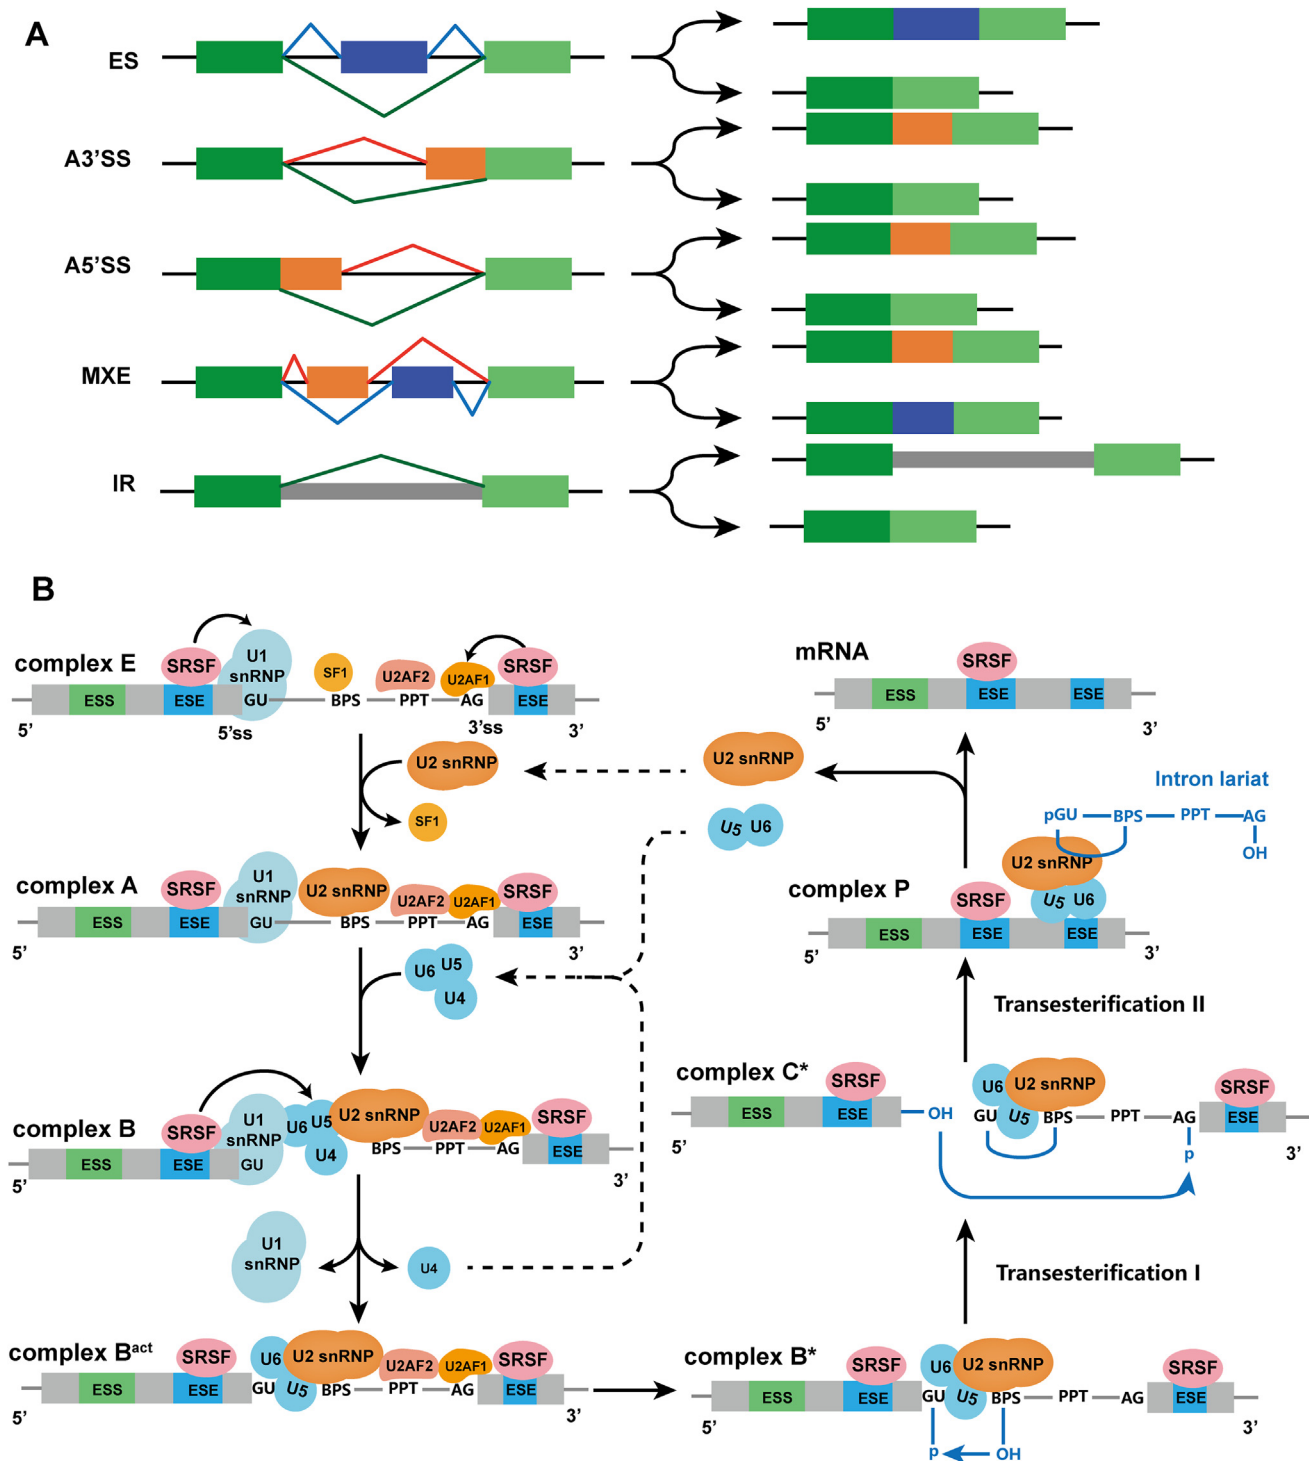 A
ES
A3'SS
A5'SS
MXE
IR
B
complex E
SRSF
U1
snRNP
SF1
U2AF2
U2AF1
SRSF
ESS
ESE
GU
BPS
PPT
AG
ESE
5'
5'ss
3'ss
3'
U2 snRNP
SF1
complex A
SRSF
U1
snRNP
U2 snRNP
U2AF2
U2AF1
SRSF
ESS
ESE
GU
BPS
PPT
AG
ESE
5'
3'
U6
U5
U4
complex B
SRSF
U1
snRNP
U6
U5
U4
U2 snRNP
U2AF2
U2AF1
SRSF
ESS
ESE
GU
BPS
PPT
AG
ESE
5'
3'
U1
snRNP
U4
complex Bact
SRSF
U6
U2 snRNP
U2AF2
U2AF1
SRSF
ESS
ESE
GU
U5
BPS
PPT
AG
ESE
5'
3'
mRNA
SRSF
ESS
ESE
ESE
5'
3'
U2 snRNP
U5
U6
Intron lariat
pGU
BPS
PPT
AG
OH
complex P
SRSF
U2 snRNP
U5
U6
ESS
ESE
ESE
5'
3'
Transesterification II
complex C*
SRSF
U6
U2 snRNP
SRSF
ESS
ESE
OH
GU
U5
BPS
PPT
AG
ESE
p
5'
3'
Transesterification I
complex B*
SRSF
U6
U2 snRNP
SRSF
ESS
ESE
GU
U5
BPS
PPT
AG
ESE
5'
3'
p
OH